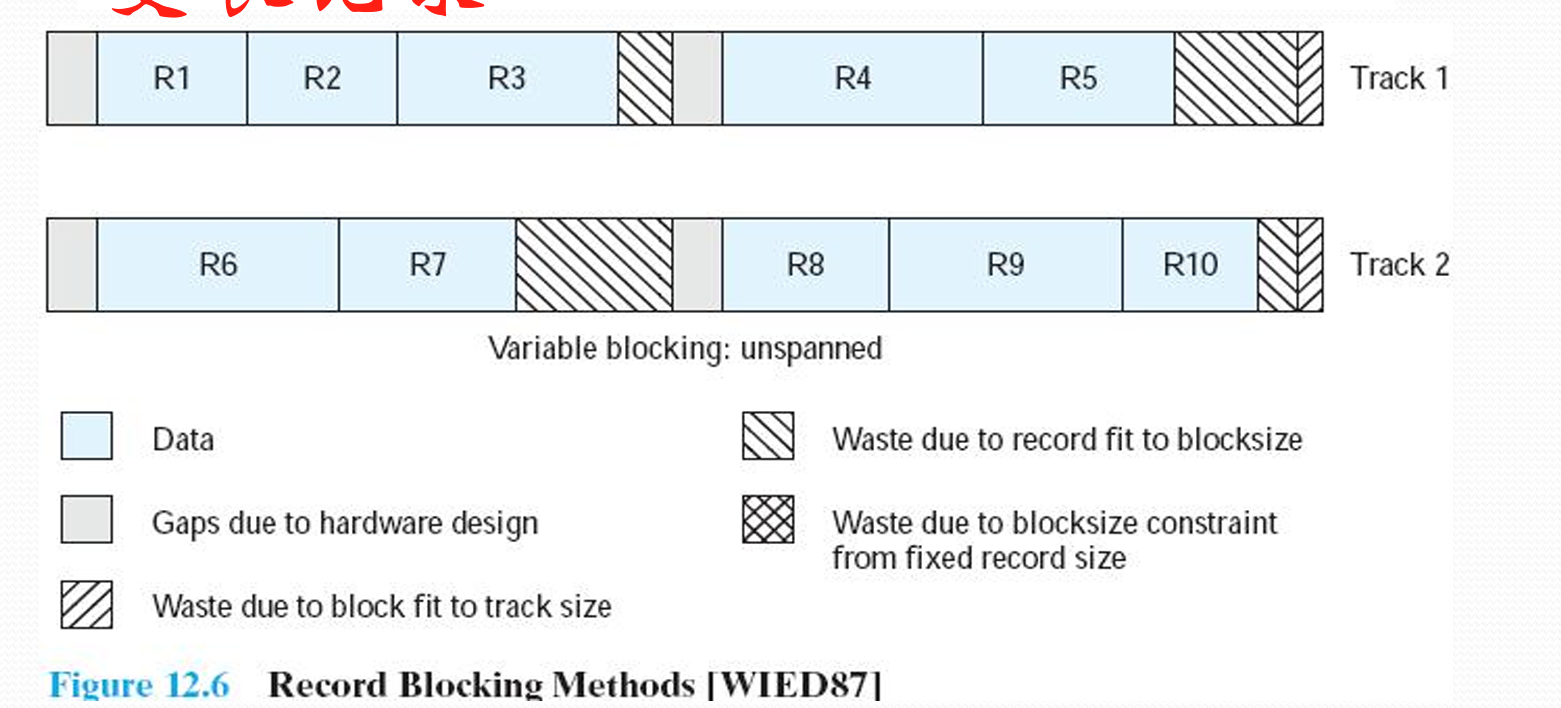 R1 R2 R3 R4 R5 Track 1
R6 R7 R8 R9 R10 Track 2
Variable blocking: unspanned
Data
Waste due to record fit to blocksize
Gaps due to hardware design
Waste due to blocksize constraint
from fixed record size
Waste due to block fit to track size
Figure 12.6 Record Blocking Methods [WIED87]